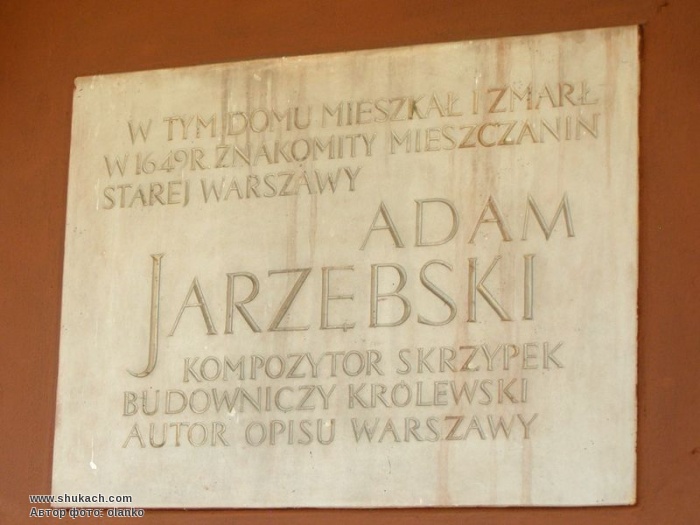 W TYM DOMU MIESZKAŁ I ZMARŁ
W 1649R. ZNAKOMITY MIESZCZANIN
STAREJ WARSZAWY
ADAM
JARZĘBSKI
KOMPOZYTOR SKRZYPEK
BUDOWNICZY KRÓLEWSKI
AUTOR OPISU WARSZAWY
www.shukach.com
Автор фото: olanko